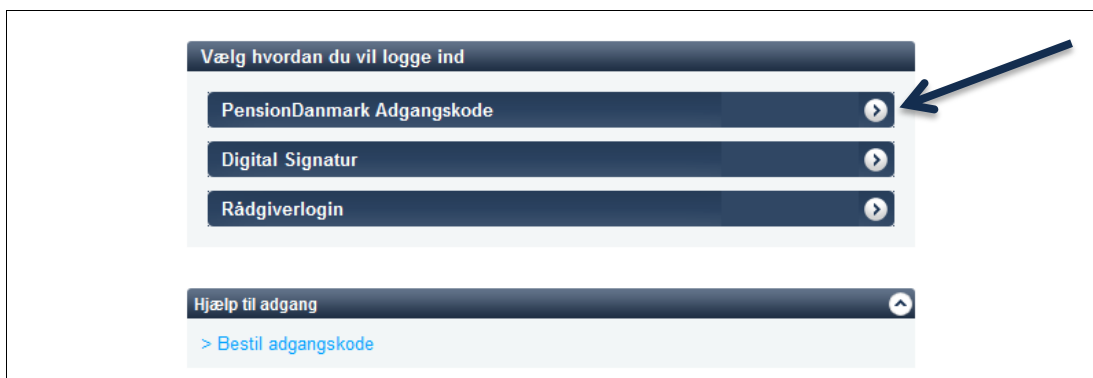 Vælg hvordan du vil logge ind
PensionDanmark Adgangskode
Digital Signatur
Rådgiverlogin
Hjælp til adgang
> Bestil adgangskode